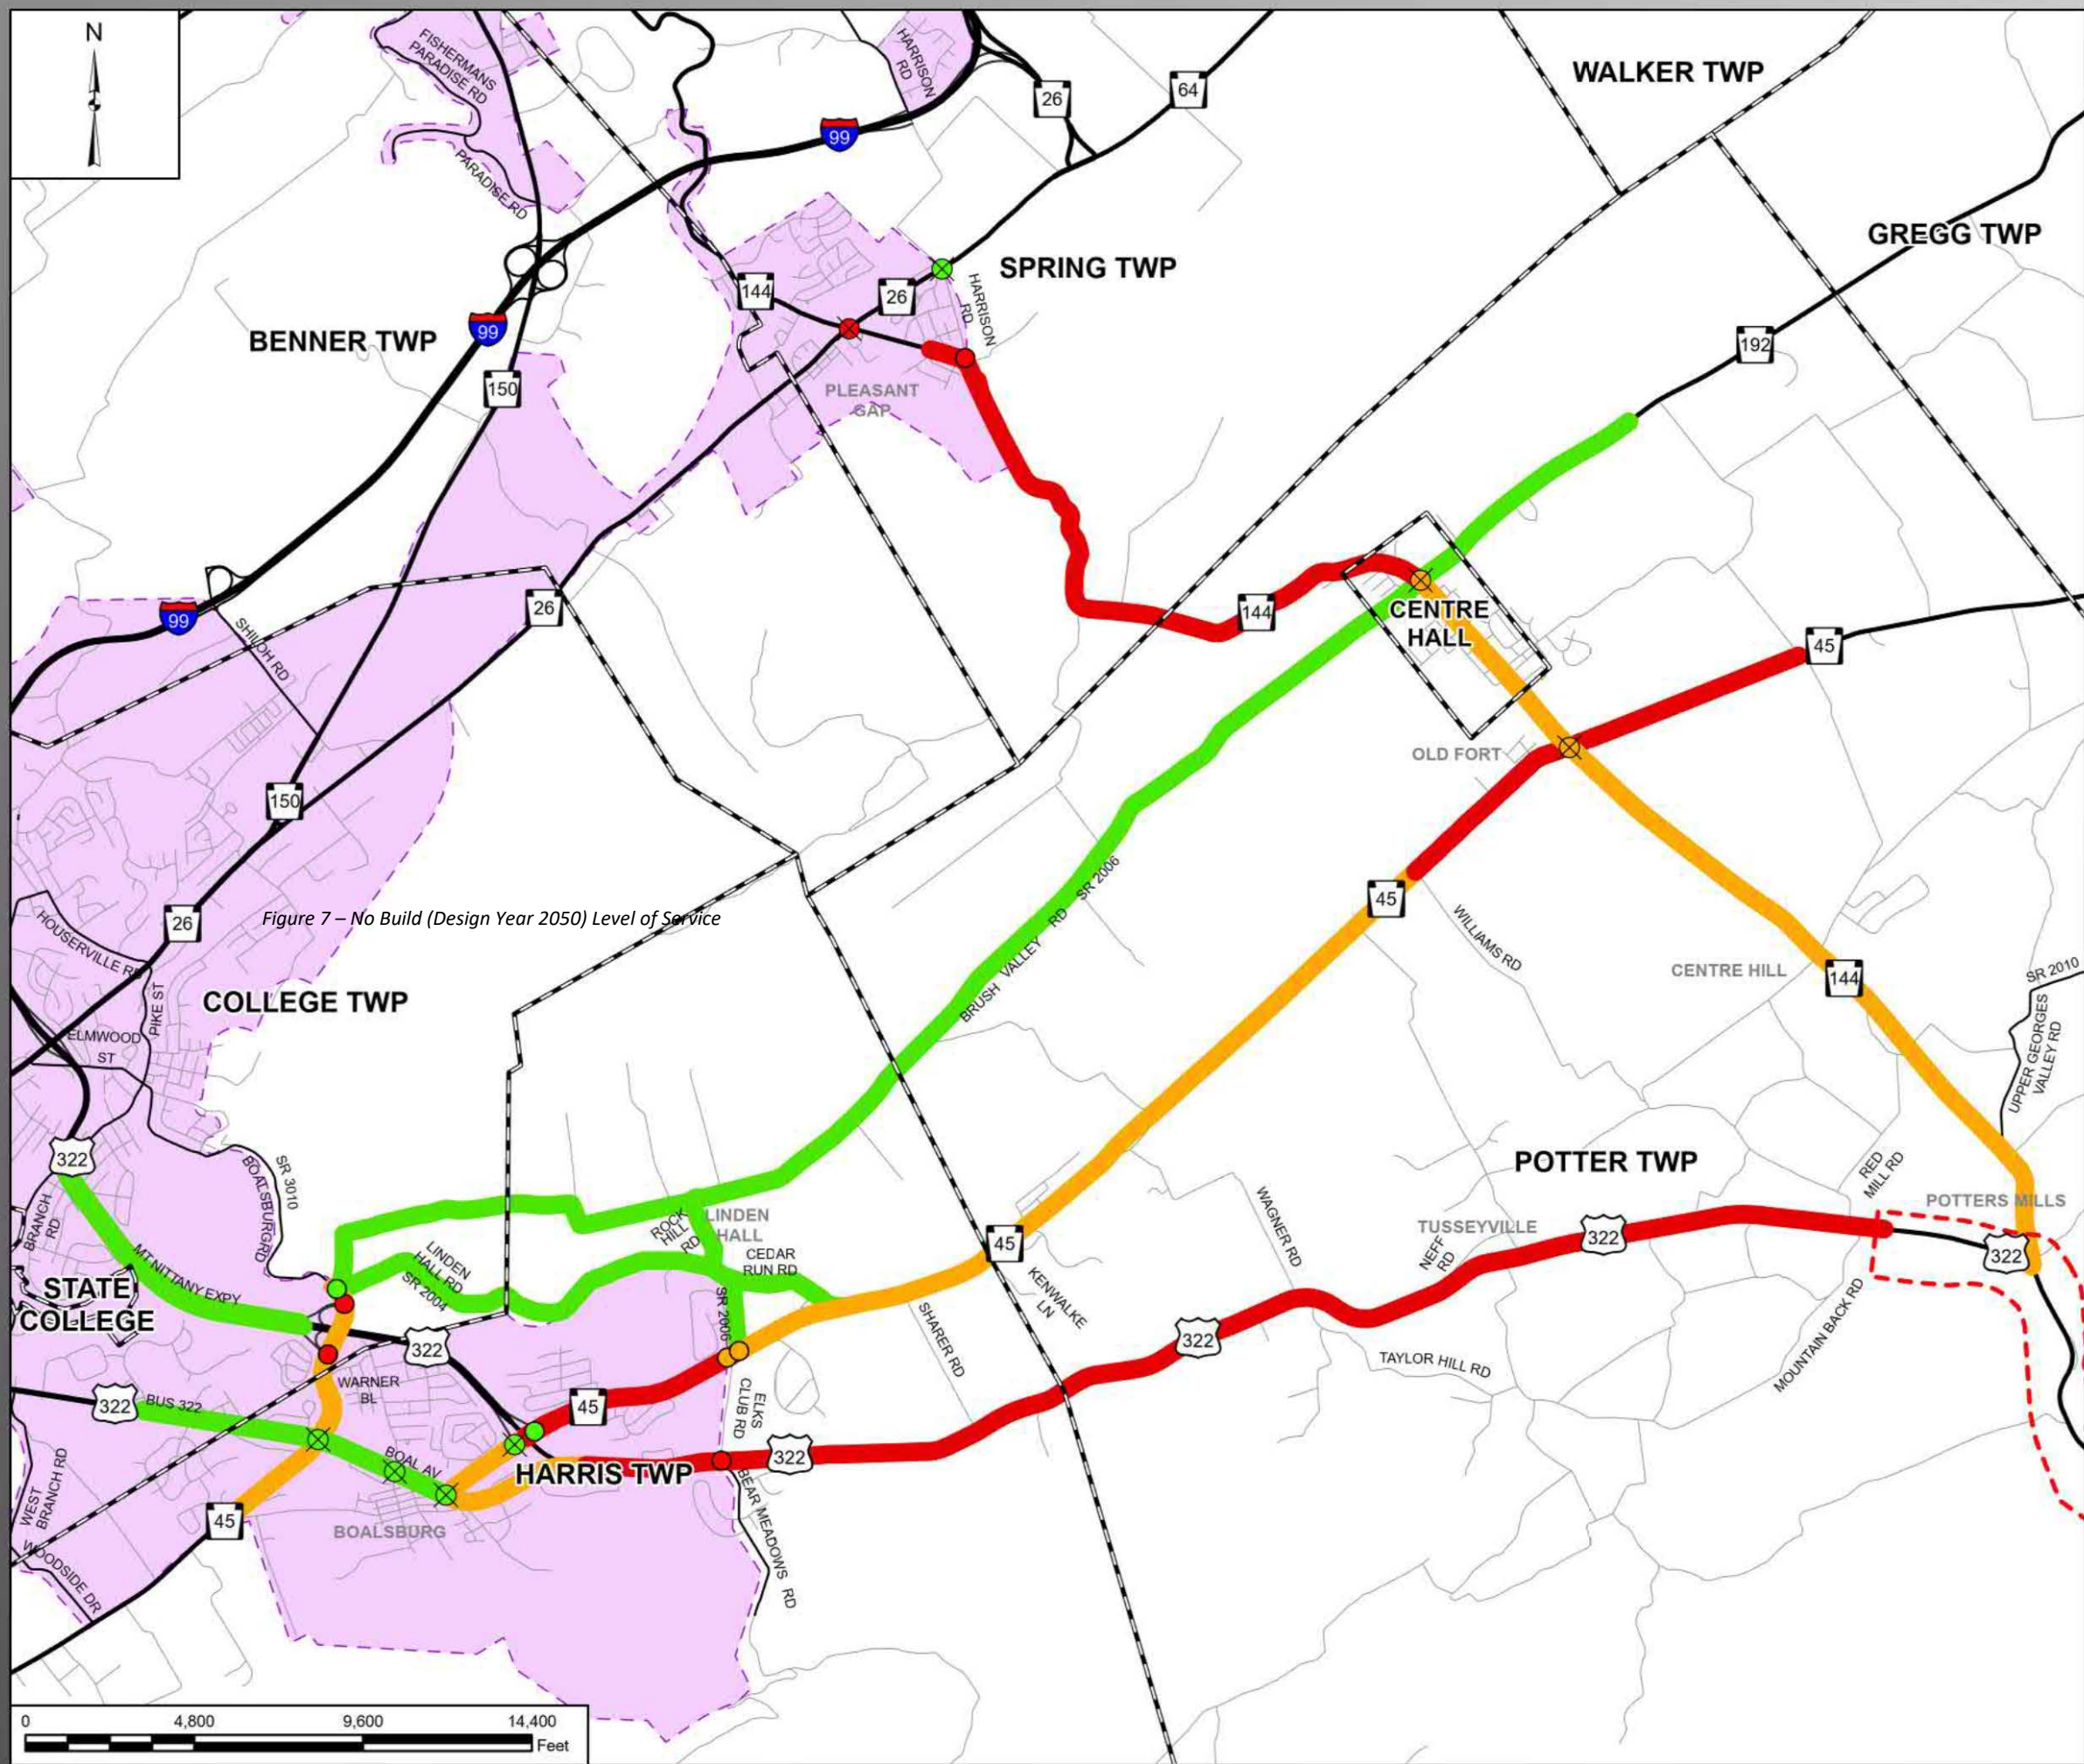 N
FISHERMANS
PARADISE RD
PARADISE RD
HARRISON
RD
26
64
99
WALKER TWP
GREGG TWP
SPRING TWP
144
26
HARRISON
RD
BENNER TWP
99
150
PLEASANT
GAP
192
99
SHILOH RD
26
144
CENTRE
HALL
45
OLD FORT
150
BRUSH VALLEY RD SR 2006
45
WILLIAMS RD
HOUSERVILLE RD
26
Figure 7 – No Build (Design Year 2050) Level of Service
CENTRE HILL
144
SR 2010
UPPER GEORGES
VALLEY RD
COLLEGE TWP
PIKE ST
ELMWOOD
ST
322
BRANCH
RD
BOALSBURG RD
SR 3010
POTTER TWP
RED
MILL RD
POTTERS MILLS
ROCK
HILL
RD
LINDEN
HALL
CEDAR
RUN RD
45
WAGNER RD
TUSSEYVILLE
NEFF
RD
322
322
MT NITTANY EXPY
LINDEN
HALL RD
SR 2004
SR 2006
KENWALKE
LN
SHARER RD
MOUNTAIN BACK RD
STATE
COLLEGE
322
322
TAYLOR HILL RD
WARNER
BL
322
BUS 322
45
ELKS
CLUB RD
BOAL AV
322
HARRIS TWP
WEST
BRANCH RD
45
BOALSBURG
BEAR MEADOWS RD
WOODSIDE DR
0
4,800
9,600
14,400
Feet